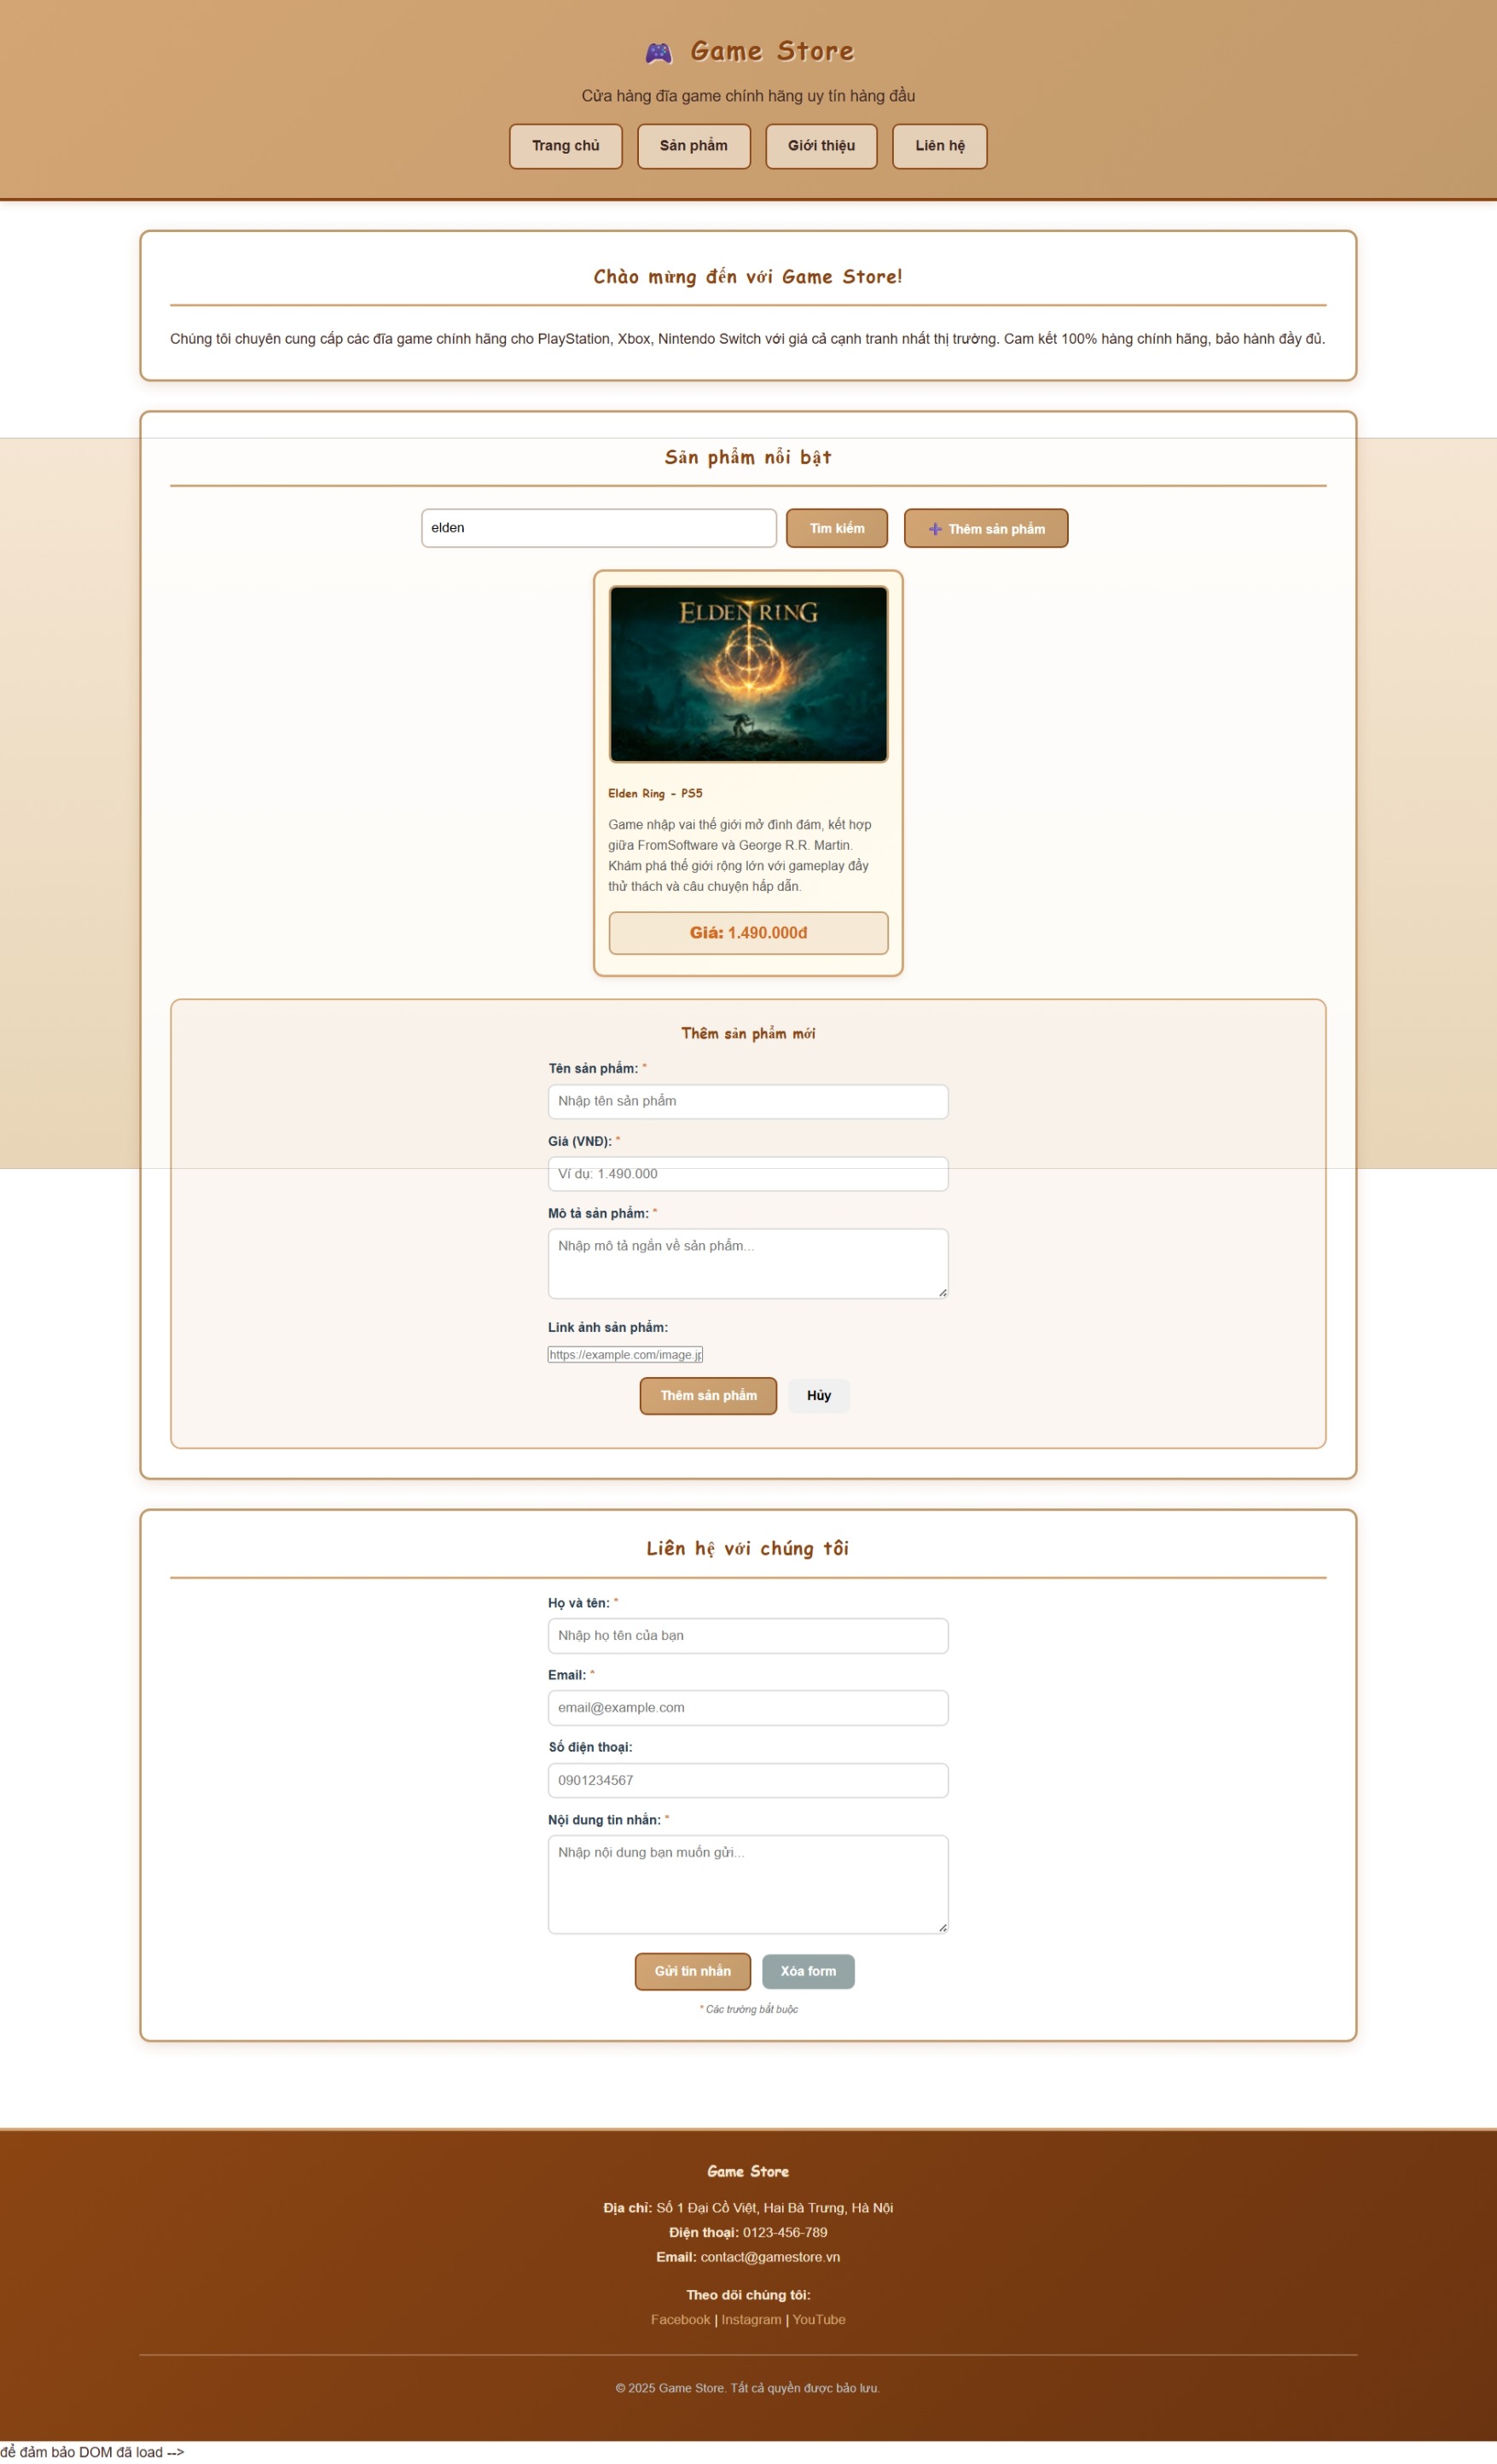 🎮 Game Store
Cửa hàng đĩa game chính hãng uy tín hàng đầu
Trang chủ
Sản phẩm
Giới thiệu
Liên hệ
Chào mừng đến với Game Store!
Chúng tôi chuyên cung cấp các đĩa game chính hãng cho PlayStation, Xbox, Nintendo Switch với giá cả cạnh tranh nhất thị trường. Cam kết 100% hàng chính hãng, bảo hành đầy đủ.
Sản phẩm nổi bật
elden
Tìm kiếm
➕ Thêm sản phẩm
ELDEN RING
Elden Ring - PS5
Game nhập vai thế giới mở đình đám, kết hợp
giữa FromSoftware và George R.R. Martin.
Khám phá thế giới rộng lớn với gameplay đầy
thử thách và câu chuyện hấp dẫn.
Giá: 1.490.000đ
Thêm sản phẩm mới
Tên sản phẩm: *
Nhập tên sản phẩm
Giá (VNĐ): *
Ví dụ: 1.490.000
Mô tả sản phẩm: *
Nhập mô tả ngắn về sản phẩm...
Link ảnh sản phẩm:
https://example.com/image.jp
Thêm sản phẩm
Hủy
Liên hệ với chúng tôi
Họ và tên: *
Nhập họ tên của bạn
Email: *
email@example.com
Số điện thoại:
0901234567
Nội dung tin nhắn: *
Nhập nội dung bạn muốn gửi...
Gửi tin nhắn
Xóa form
* Các trường bắt buộc
Game Store
Địa chỉ: Số 1 Đại Cồ Việt, Hai Bà Trưng, Hà Nội
Điện thoại: 0123-456-789
Email: contact@gamestore.vn
Theo dõi chúng tôi:
Facebook | Instagram | YouTube
© 2025 Game Store. Tất cả quyền được bảo lưu.
để đảm bảo DOM đã load -->